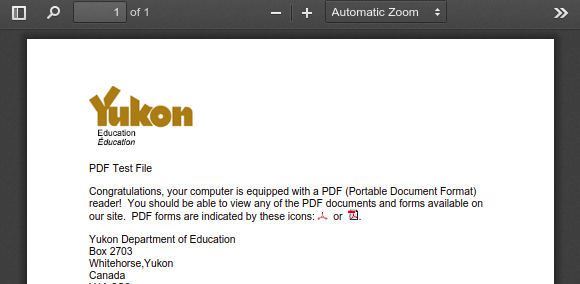 1 of 1 Automatic Zoom
Yukon
Education
Éducation
PDF Test File
Congratulations, your computer is equipped with a PDF (Portable Document Format)
reader!  You should be able to view any of the PDF documents and forms available on
our site.  PDF forms are indicated by these icons: or .
Yukon Department of Education
Box 2703
Whitehorse,Yukon
Canada